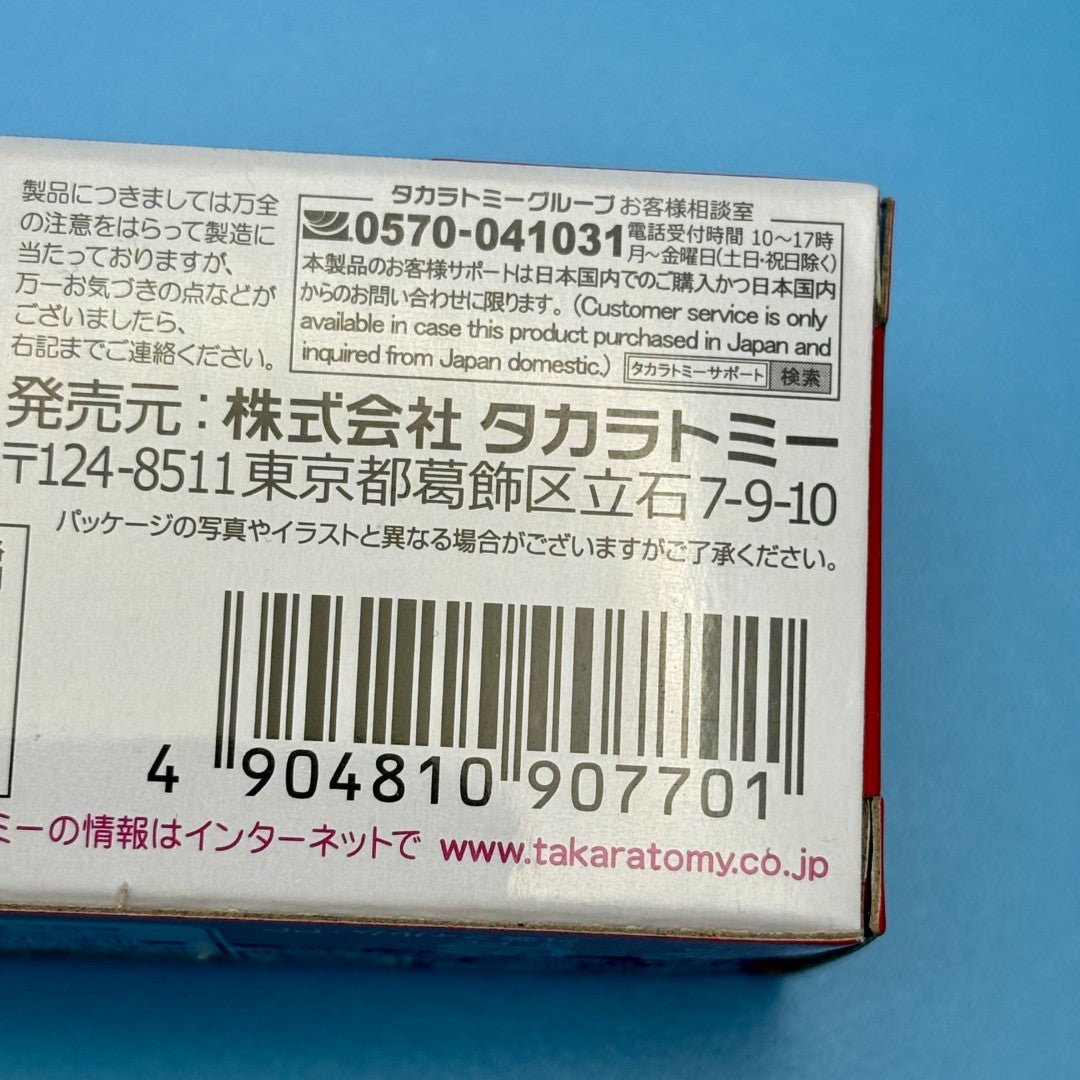 製品につきましては万全
の注意をはらって製造に
当たっておりますが、
万一お気づきの点などが
ございましたら、
右記までご連絡ください。
タカラトミーグループ お客様相談室
0570-041031 電話受付時間 10〜17時
月〜金曜日(土日・祝日除く)
本製品のお客様サポートは日本国内でのご購入かつ日本国内
からのお問い合わせに限ります。(Customer service is only
available in case this product purchased in Japan and
inquired from Japan domestic.) タカラトミーサポート 検索
発売元:株式会社 タカラトミー
〒124-8511東京都葛飾区立石7-9-10
パッケージの写真やイラストと異なる場合がございますがご了承ください。
4 904810 907701
ミーの情報はインターネットで www.takaratomy.co.jp